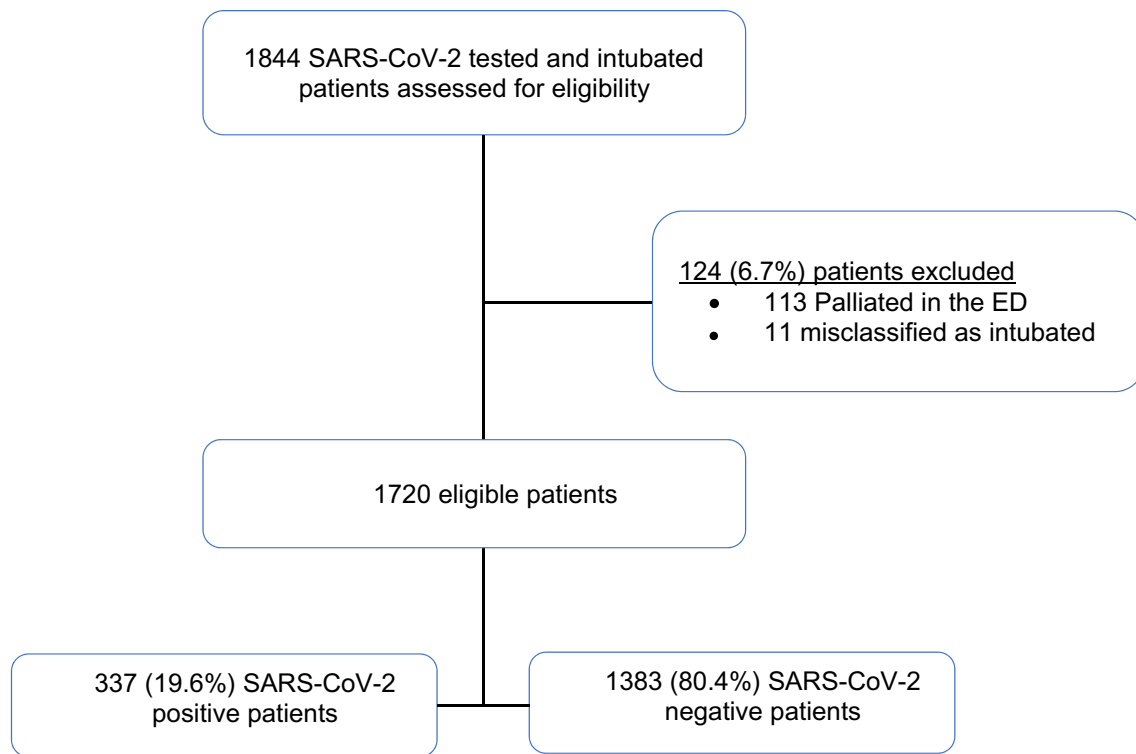 1844 SARS-CoV-2 tested and intubated
patients assessed for eligibility
124 (6.7%) patients excluded
• 113 Palliated in the ED
• 11 misclassified as intubated
1720 eligible patients
337 (19.6%) SARS-CoV-2
positive patients
1383 (80.4%) SARS-CoV-2
negative patients